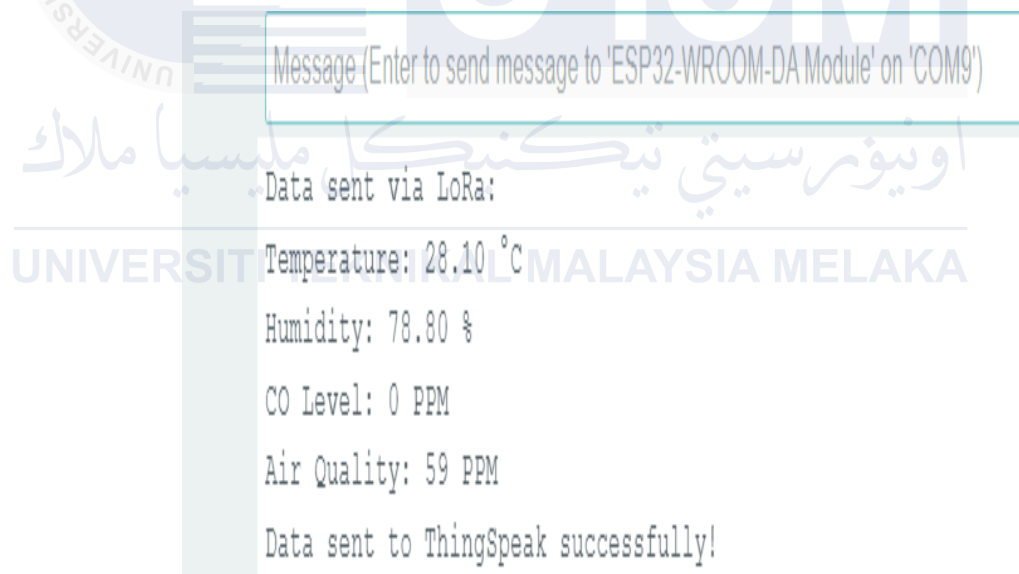 Message (Enter to send message to 'ESP32-WROOM-DA Module' on 'COM9')
اونيۏرسيتي تيكنيكل مليسيا ملاك
Data sent via LoRa:
UNIVERSITI TEKNIKAL MALAYSIA MELAKA
Temperature: 28.10 °C
Humidity: 78.80 %
CO Level: 0 PPM
Air Quality: 59 PPM
Data sent to ThingSpeak successfully!